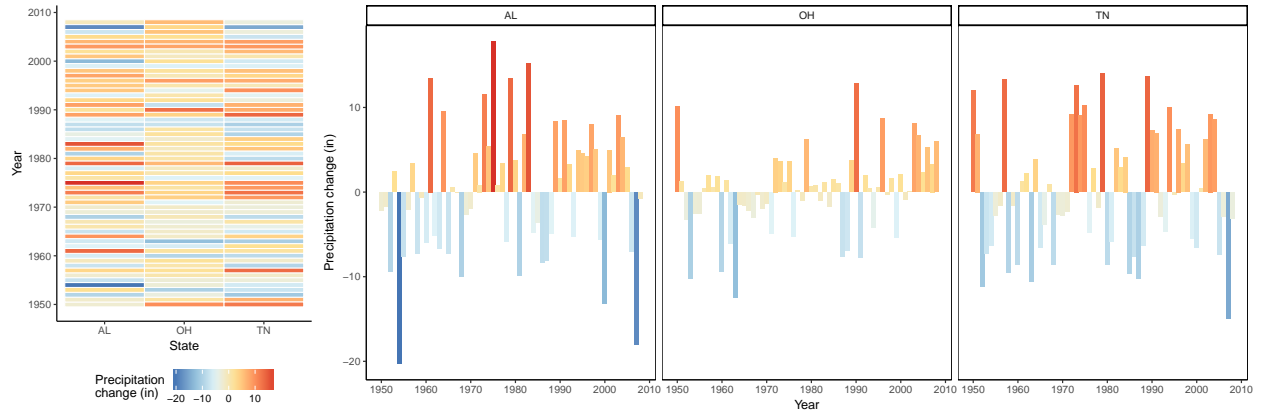 2010
2000
1990
1980
1970
1960
1950
Year
AL OH TN
State
Precipitation
change (in)
−20 −10 0 10
AL OH TN
10
0
−10
−20
Precipitation change (in)
1950 1960 1970 1980 1990 2000 2010 1950 1960 1970 1980 1990 2000 2010 1950 1960 1970 1980 1990 2000 2010
Year